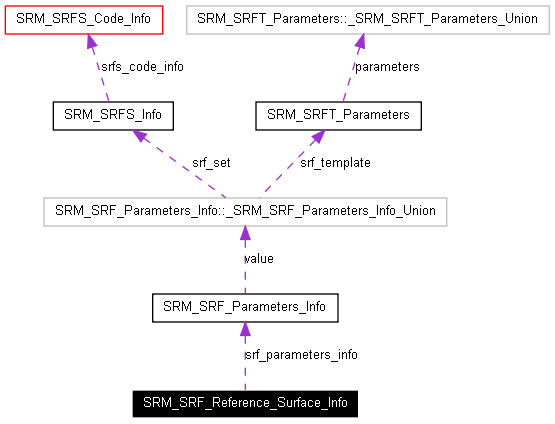 SRM_SRFS_Code_Info
SRM_SRFT_Parameters::_SRM_SRFT_Parameters_Union
srfs_code_info
parameters
SRM_SRFS_Info
SRM_SRFT_Parameters
srf_set
srf_template
SRM_SRF_Parameters_Info::_SRM_SRF_Parameters_Info_Union
value
SRM_SRF_Parameters_Info
srf_parameters_info
SRM_SRF_Reference_Surface_Info